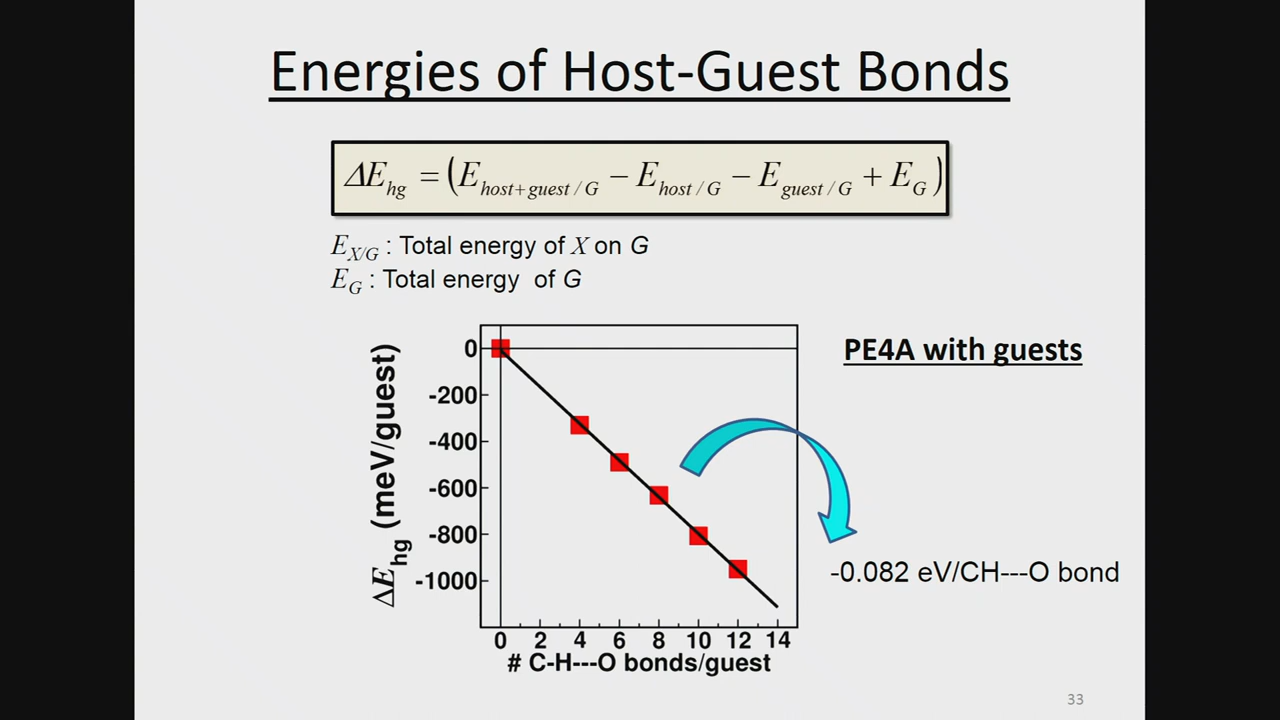 Energies of Host-Guest Bonds
ΔE_hg = (E_host+guest/G − E_host/G − E_guest/G + E_G)
E_X/G : Total energy of X on G
E_G : Total energy of G
PE4A with guests
ΔE_hg (meV/guest)
0
-200
-400
-600
-800
-1000
0 2 4 6 8 10 12 14
# C-H---O bonds/guest
-0.082 eV/CH---O bond
33